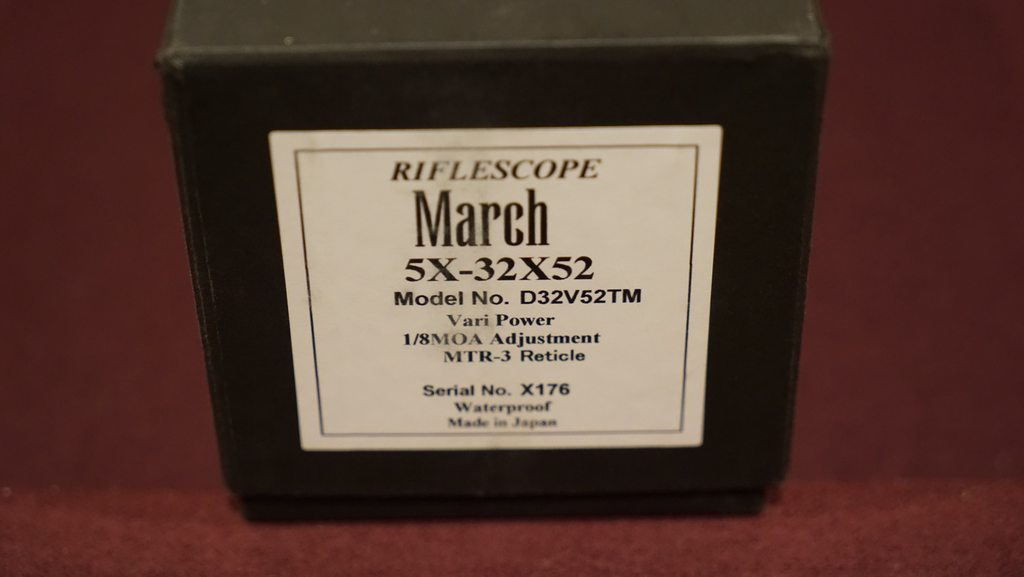 RIFLESCOPE
March
5X-32X52
Model No. D32V52TM
Vari Power
1/8MOA Adjustment
MTR-3 Reticle
Serial No. X176
Waterproof
Made in Japan